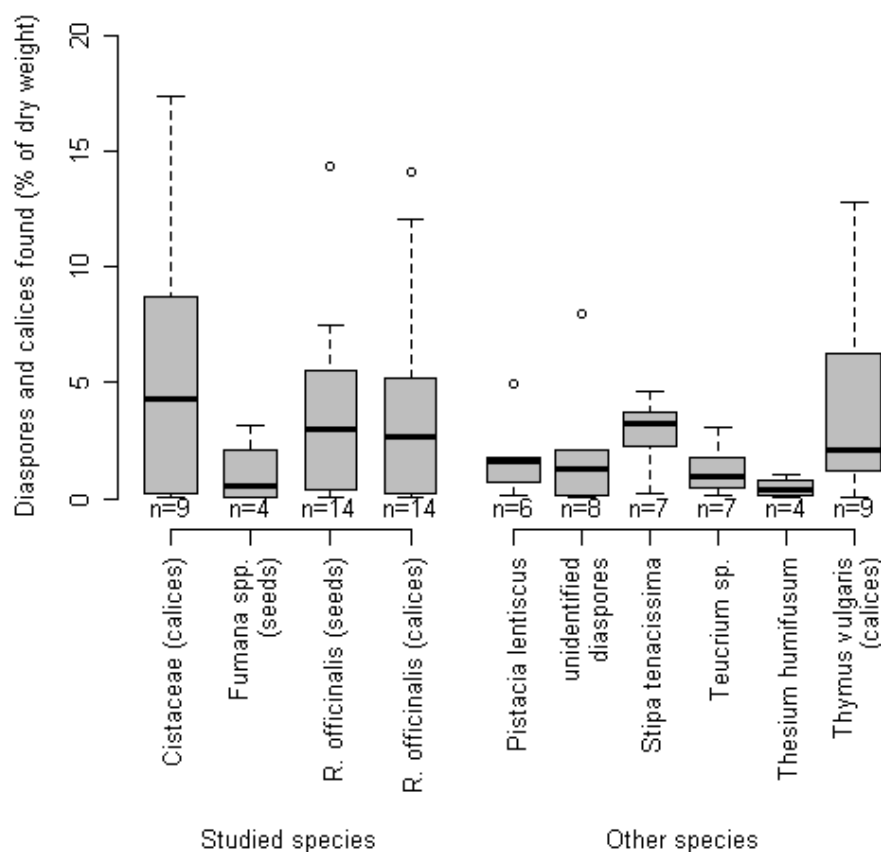 Diaspores and calices found (% of dry weight)
20
15
10
5
0
n=9
n=4
n=14
n=14
n=6
n=8
n=7
n=7
n=4
n=9
Cistaceae (calices)
Fumana spp.
(seeds)
R. officinalis (seeds)
R. officinalis (calices)
Pistacia lentiscus
unidentified
diaspores
Stipa tenacissima
Teucrium sp.
Thesium humifusum
Thymus vulgaris
(calices)
Studied species
Other species